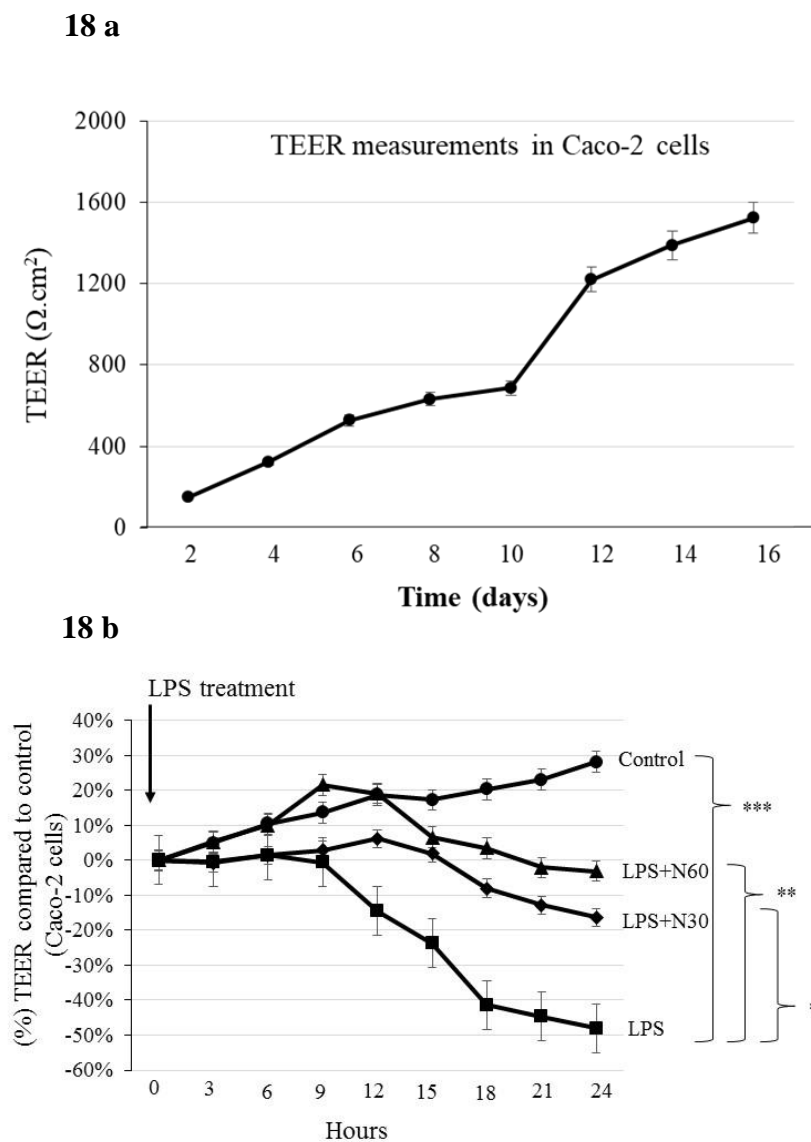 18 a
TEER measurements in Caco-2 cells
2000
1600
1200
800
400
0
TEER (Ω.cm²)
2 4 6 8 10 12 14 16
Time (days)
18 b
LPS treatment
40%
30%
20%
10%
0%
-10%
-20%
-30%
-40%
-50%
-60%
(%) TEER compared to control
(Caco-2 cells)
Control
***
LPS+N60
**
LPS+N30
LPS
0 3 6 9 12 15 18 21 24
Hours